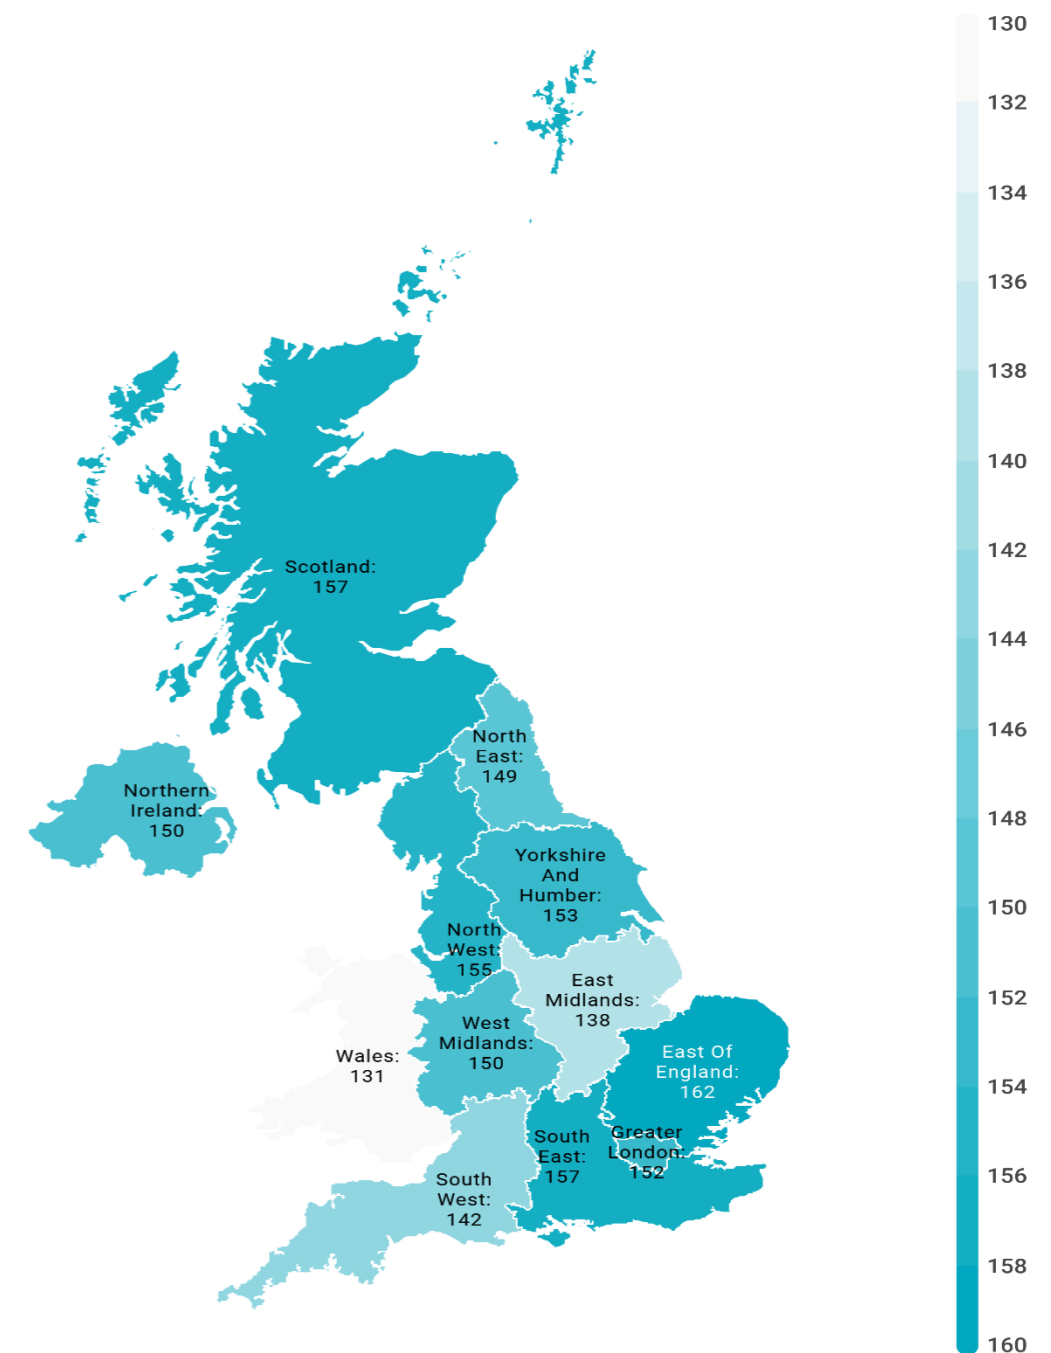 130
132
134
136
138
140
142
144
146
148
150
152
154
156
158
160
Scotland:
157
North
East:
149
Northern
Ireland:
150
Yorkshire
And
Humber:
153
North
West:
155
East
Midlands:
138
West
Midlands:
150
Wales:
131
East Of
England:
162
Greater
London:
152
South
East:
157
South
West:
142